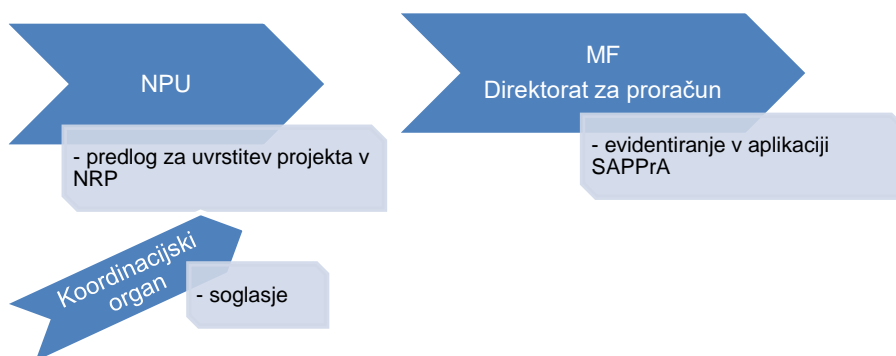 NPU
- predlog za uvrstitev projekta v
NRP
MF
Direktorat za proračun
- evidentiranje v aplikaciji
SAPPrA
Koordinacijski
organ
- soglasje